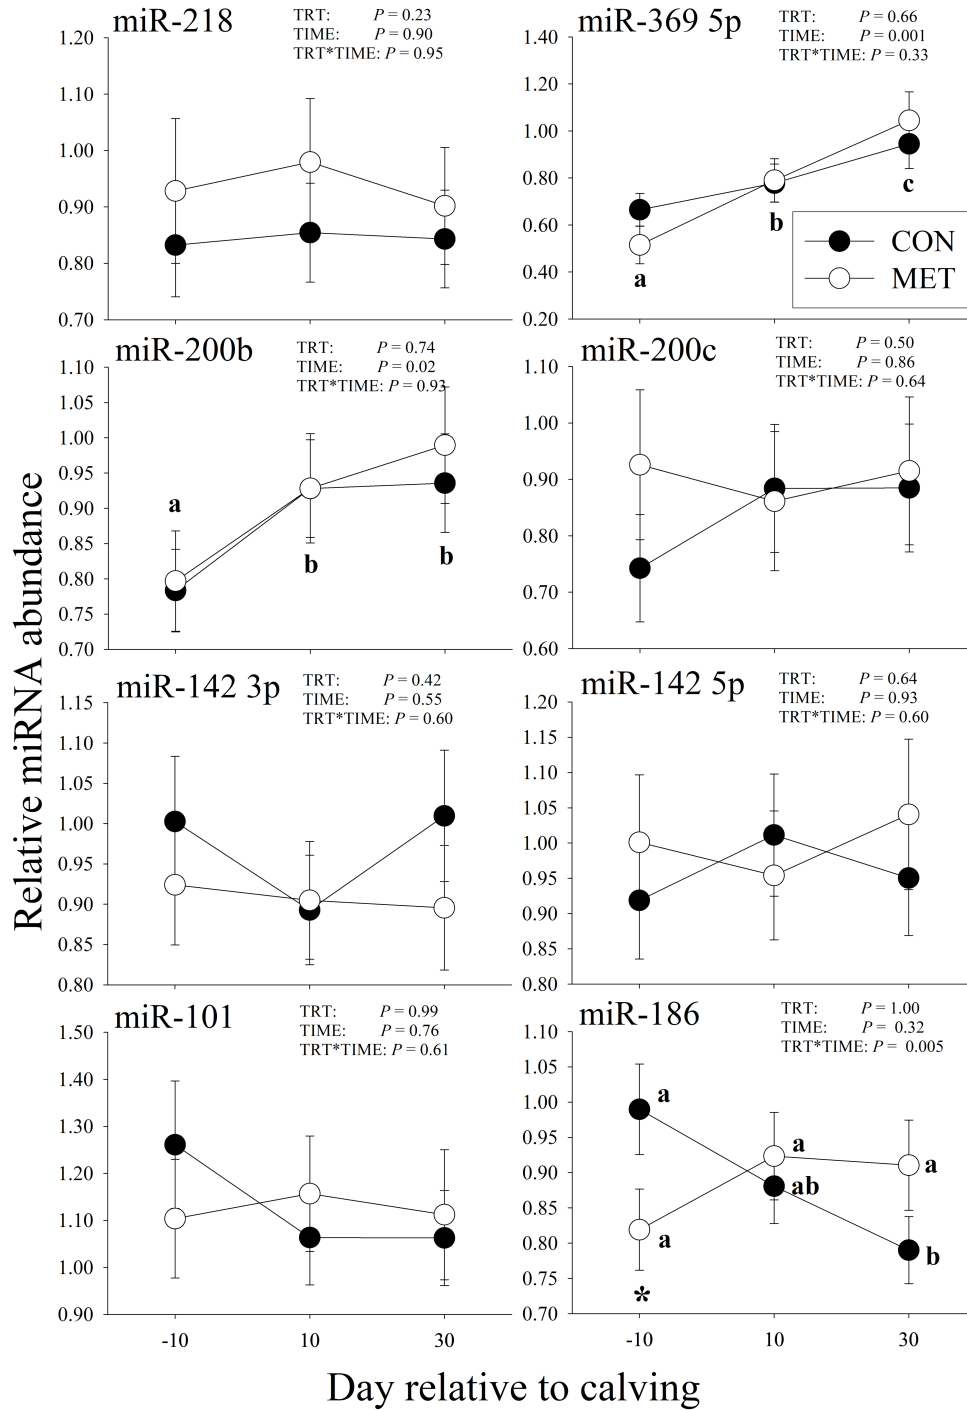 Relative miRNA abundance
miR-218
TRT: P = 0.23
TIME: P = 0.90
TRT*TIME: P = 0.95
1.20
1.10
1.00
0.90
0.80
0.70
miR-369 5p
TRT: P = 0.66
TIME: P = 0.001
TRT*TIME: P = 0.33
1.40
1.20
1.00
0.80
0.60
0.40
0.20
a
b
c
CON
MET
miR-200b
TRT: P = 0.74
TIME: P = 0.02
TRT*TIME: P = 0.93
1.10
1.05
1.00
0.95
0.90
0.85
0.80
0.75
0.70
a
b
b
miR-200c
TRT: P = 0.50
TIME: P = 0.86
TRT*TIME: P = 0.64
1.10
1.00
0.90
0.80
0.70
0.60
miR-142 3p
TRT: P = 0.42
TIME: P = 0.55
TRT*TIME: P = 0.60
1.15
1.10
1.05
1.00
0.95
0.90
0.85
0.80
miR-142 5p
TRT: P = 0.64
TIME: P = 0.93
TRT*TIME: P = 0.60
1.20
1.15
1.10
1.05
1.00
0.95
0.90
0.85
0.80
miR-101
TRT: P = 0.99
TIME: P = 0.76
TRT*TIME: P = 0.61
1.50
1.40
1.30
1.20
1.10
1.00
0.90
-10 10 30
miR-186
TRT: P = 1.00
TIME: P = 0.32
TRT*TIME: P = 0.005
1.10
1.05
1.00
0.95
0.90
0.85
0.80
0.75
0.70
a
a
ab
a
a
b
*
-10 10 30
Day relative to calving